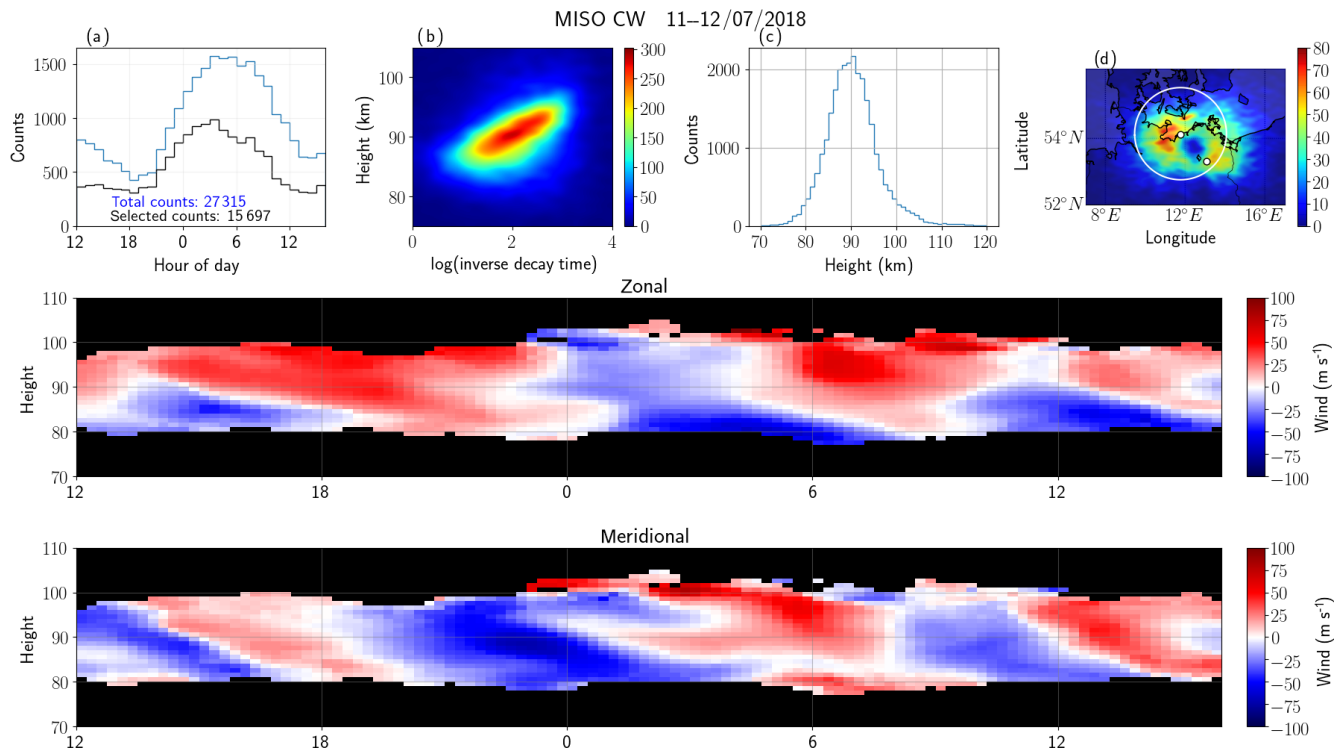 MISO CW 11–12/07/2018
(a)
Counts
1500
1000
500
0
Total counts: 27 315
Selected counts: 15 697
12 18 0 6 12
Hour of day
(b)
Height (km)
100
90
80
0 2 4
log(inverse decay time)
300
250
200
150
100
50
0
(c)
Counts
2000
1000
0
70 80 90 100 110 120
Height (km)
(d)
Latitude
54°N
52°N
8°E 12°E 16°E
Longitude
80
70
60
50
40
30
20
10
0
Zonal
Height
110
100
90
80
70
12 18 0 6 12
100
75
50
25
0
−25
−50
−75
−100
Wind (m s⁻¹)
Meridional
Height
110
100
90
80
70
12 18 0 6 12
100
75
50
25
0
−25
−50
−75
−100
Wind (m s⁻¹)